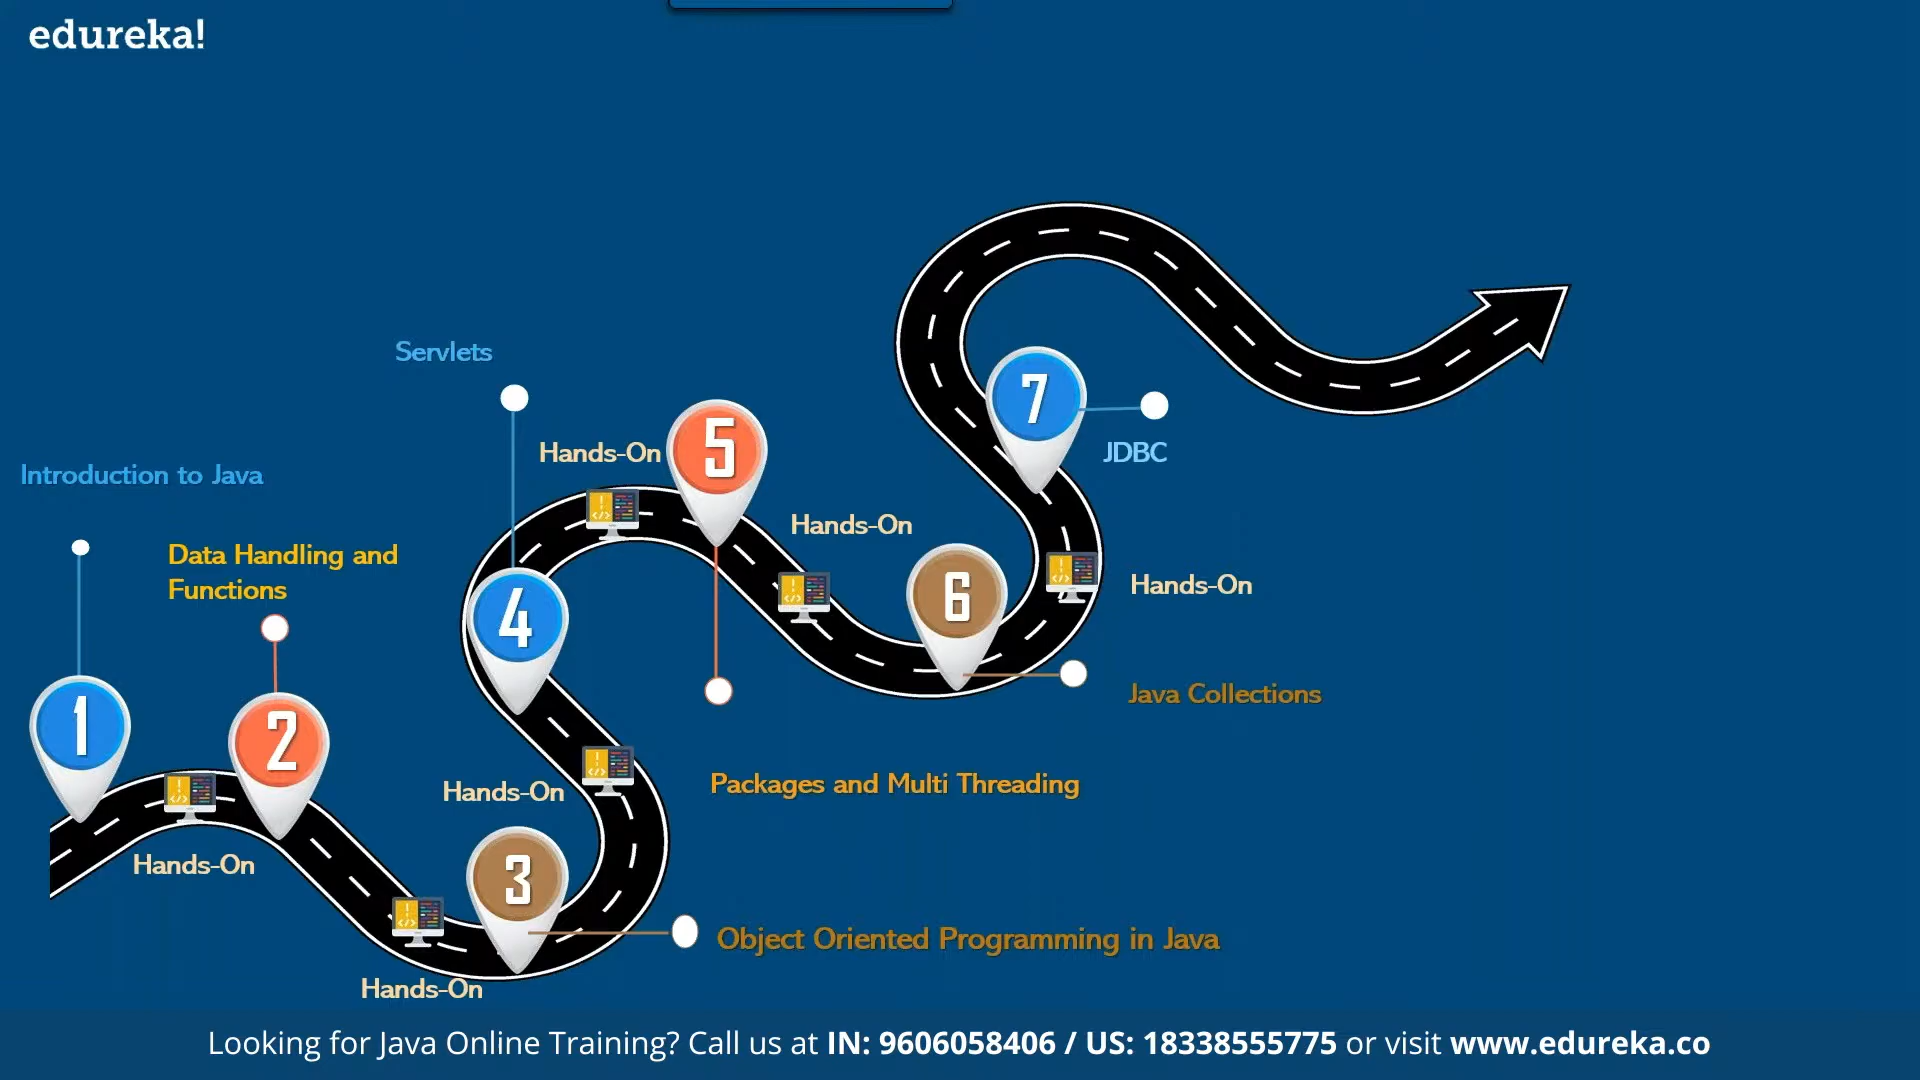 edureka!
Servlets
Hands-On
5
7
JDBC
Introduction to Java
Hands-On
Data Handling and
Functions
4
6
Hands-On
1
2
Java Collections
Hands-On
Packages and Multi Threading
Hands-On
3
Object Oriented Programming in Java
Hands-On
Looking for Java Online Training? Call us at IN: 9606058406 / US: 18338555775 or visit www.edureka.co